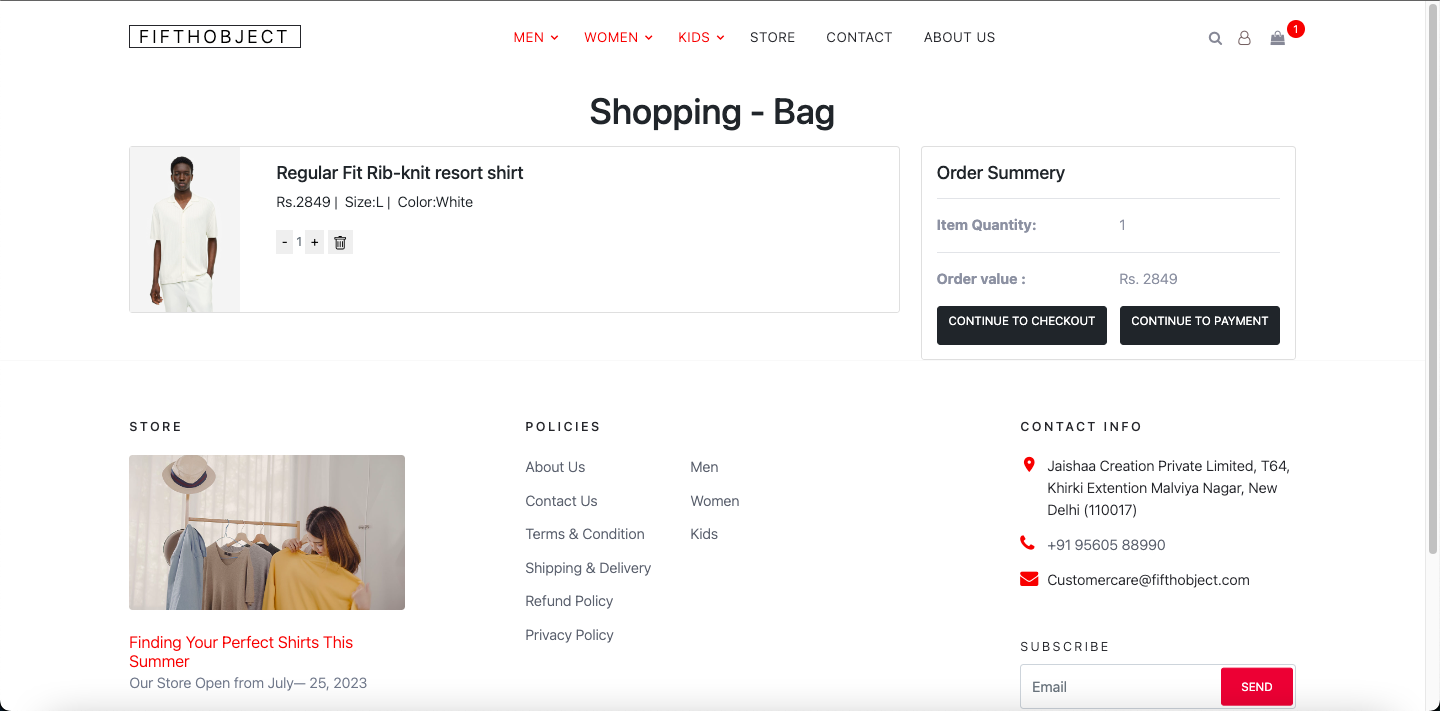 FIFTHOBJECT
MEN
WOMEN
KIDS
STORE
CONTACT
ABOUT US
1
Shopping - Bag
Regular Fit Rib-knit resort shirt
Rs.2849 | Size:L | Color:White
- 1 +
Order Summery
Item Quantity: 1
Order value : Rs. 2849
CONTINUE TO CHECKOUT
CONTINUE TO PAYMENT
STORE
Finding Your Perfect Shirts This
Summer
Our Store Open from July— 25, 2023
POLICIES
About Us
Contact Us
Terms & Condition
Shipping & Delivery
Refund Policy
Privacy Policy
Men
Women
Kids
CONTACT INFO
Jaishaa Creation Private Limited, T64,
Khirki Extention Malviya Nagar, New
Delhi (110017)
+91 95605 88990
Customercare@fifthobject.com
SUBSCRIBE
Email
SEND